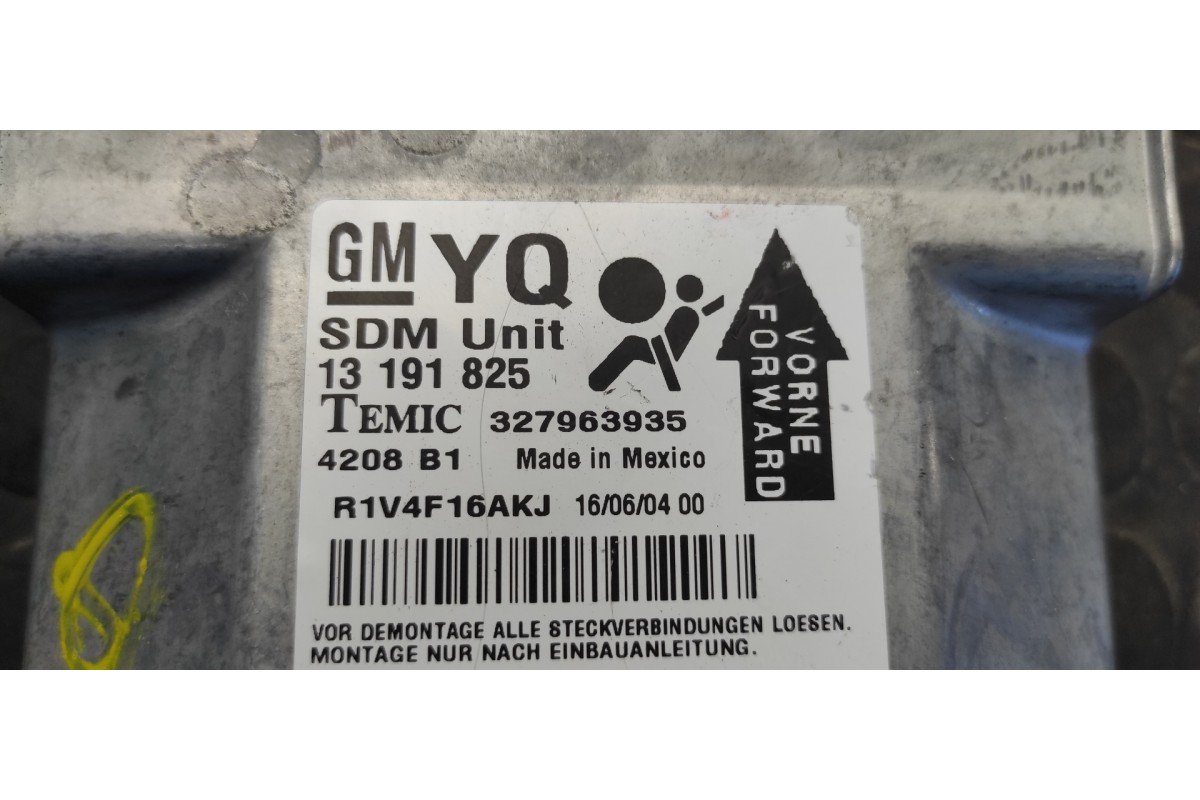 GM YQ
SDM Unit
13 191 825
TEMIC 327963935
4208 B1 Made in Mexico
R1V4F16AKJ 16/06/04 00
VORNE
FORWARD
VOR DEMONTAGE ALLE STECKVERBINDUNGEN LOESEN.
MONTAGE NUR NACH EINBAUANLEITUNG.